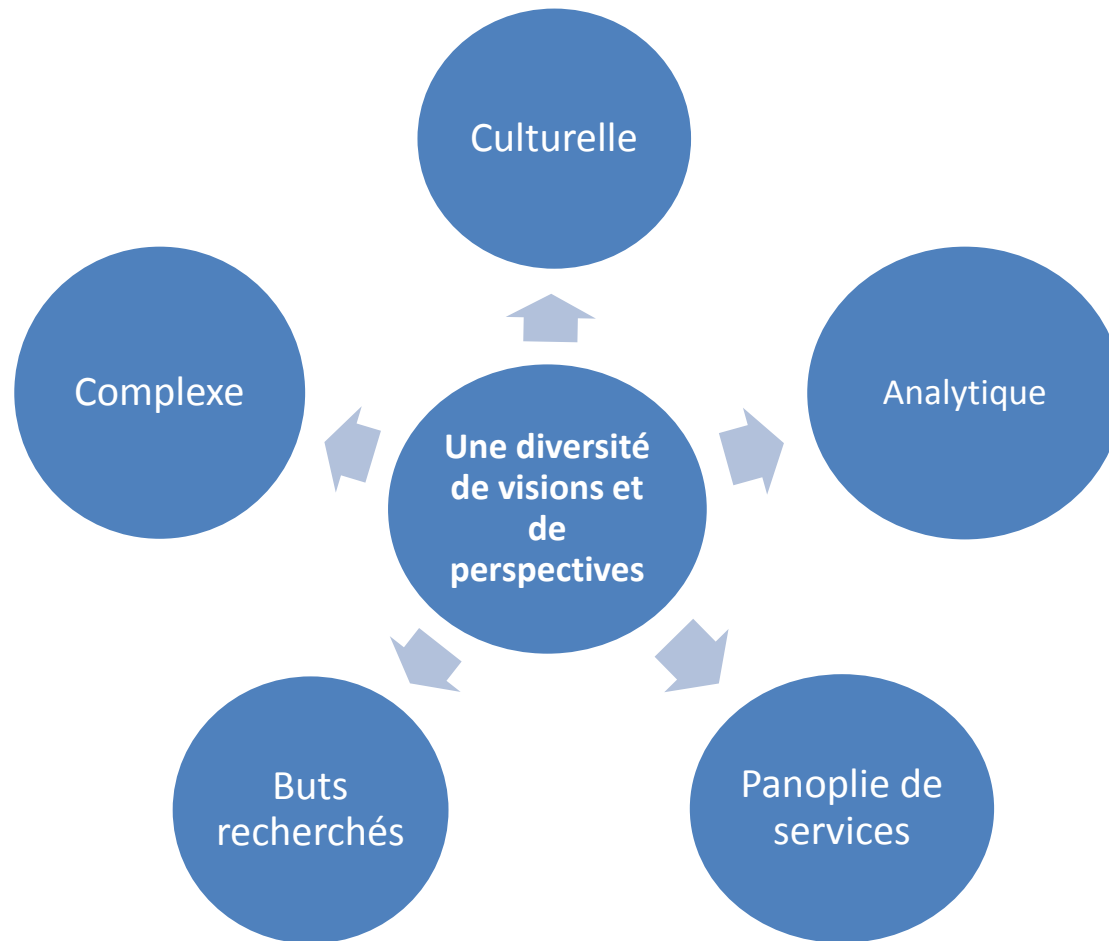 Culturelle
Complexe
Analytique
Une diversité
de visions et
de
perspectives
Buts
recherchés
Panoplie de
services